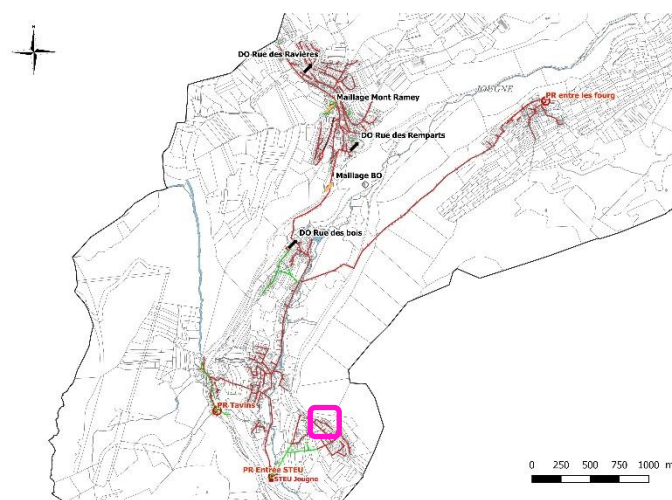 DO Rue des Ravières
Maillage Mont Ramey
JOUGNE
PR entre les fourg
DO Rue des Remparts
Maillage BO
DO Rue des bois
PR Tavins
PR Entrée STEU
STEU Jougne
0 250 500 750 1000 m